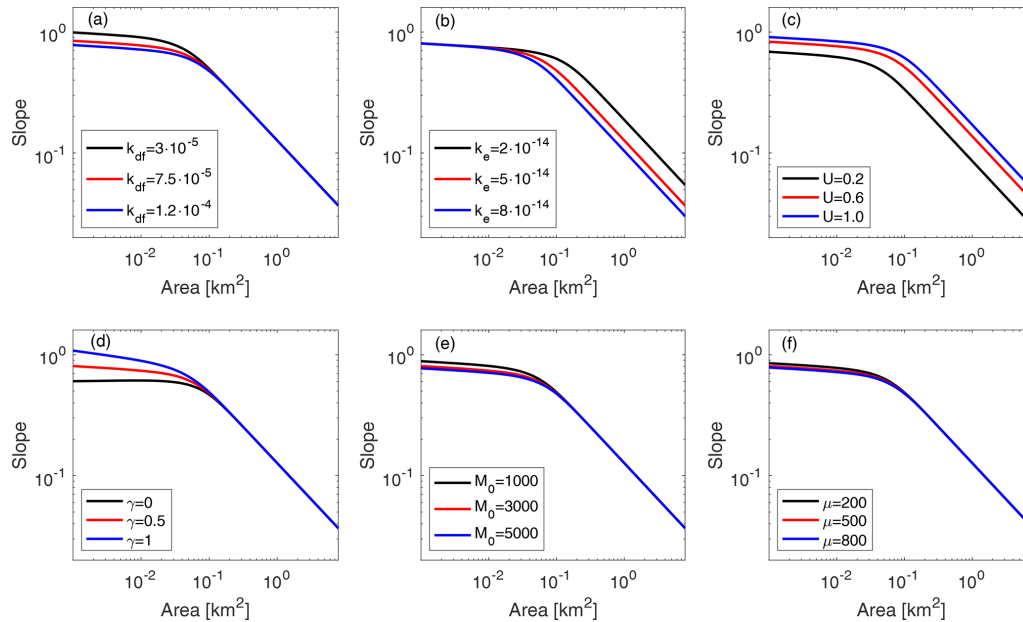 (a)
10^0
10^-1
Slope
k_df=3·10^-5
k_df=7.5·10^-5
k_df=1.2·10^-4
10^-2 10^-1 10^0
Area [km^2]
(b)
10^0
10^-1
Slope
k_e=2·10^-14
k_e=5·10^-14
k_e=8·10^-14
10^-2 10^-1 10^0
Area [km^2]
(c)
10^0
10^-1
Slope
U=0.2
U=0.6
U=1.0
10^-2 10^-1 10^0
Area [km^2]
(d)
10^0
10^-1
Slope
γ=0
γ=0.5
γ=1
10^-2 10^-1 10^0
Area [km^2]
(e)
10^0
10^-1
Slope
M_0=1000
M_0=3000
M_0=5000
10^-2 10^-1 10^0
Area [km^2]
(f)
10^0
10^-1
Slope
μ=200
μ=500
μ=800
10^-2 10^-1 10^0
Area [km^2]